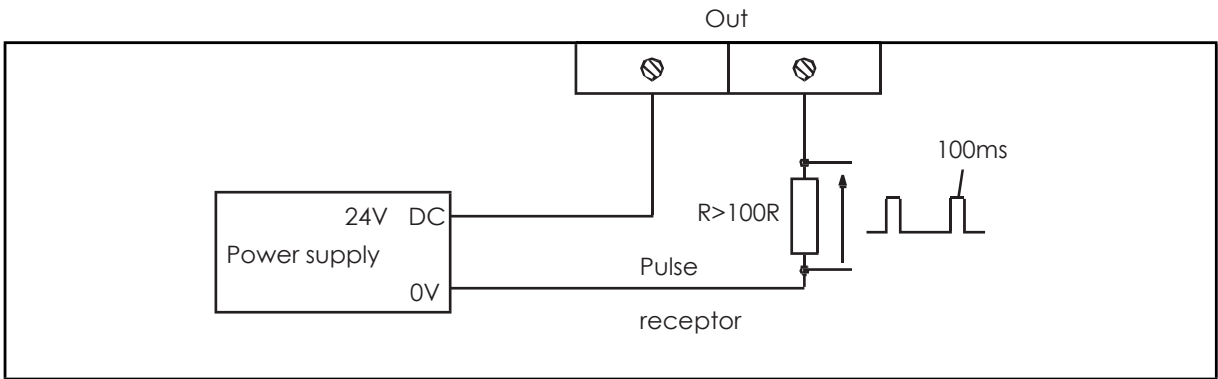 Out
100ms
R>100R
24V DC
Power supply
Pulse
0V
receptor